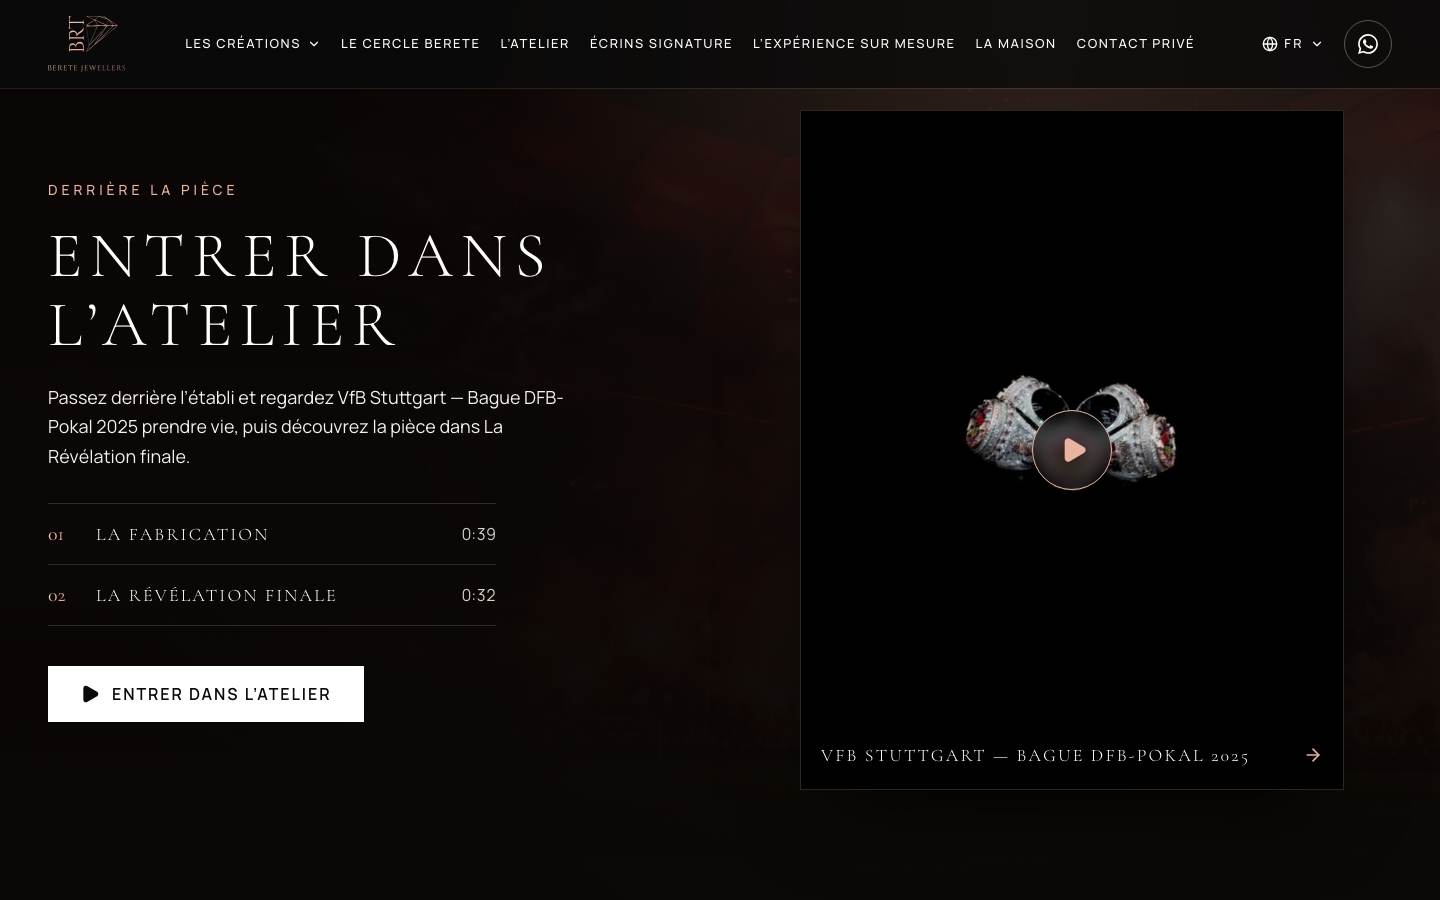 BRT
BERETE JEWELLERS
LES CRÉATIONS
LE CERCLE BERETE
L’ATELIER
ÉCRINS SIGNATURE
L’EXPÉRIENCE SUR MESURE
LA MAISON
CONTACT PRIVÉ
FR
DERRIÈRE LA PIÈCE
ENTRER DANS
L’ATELIER
Passez derrière l’établi et regardez VfB Stuttgart — Bague DFB-
Pokal 2025 prendre vie, puis découvrez la pièce dans La
Révélation finale.
01 LA FABRICATION 0:39
02 LA RÉVÉLATION FINALE 0:32
ENTRER DANS L’ATELIER
VFB STUTTGART — BAGUE DFB-POKAL 2025